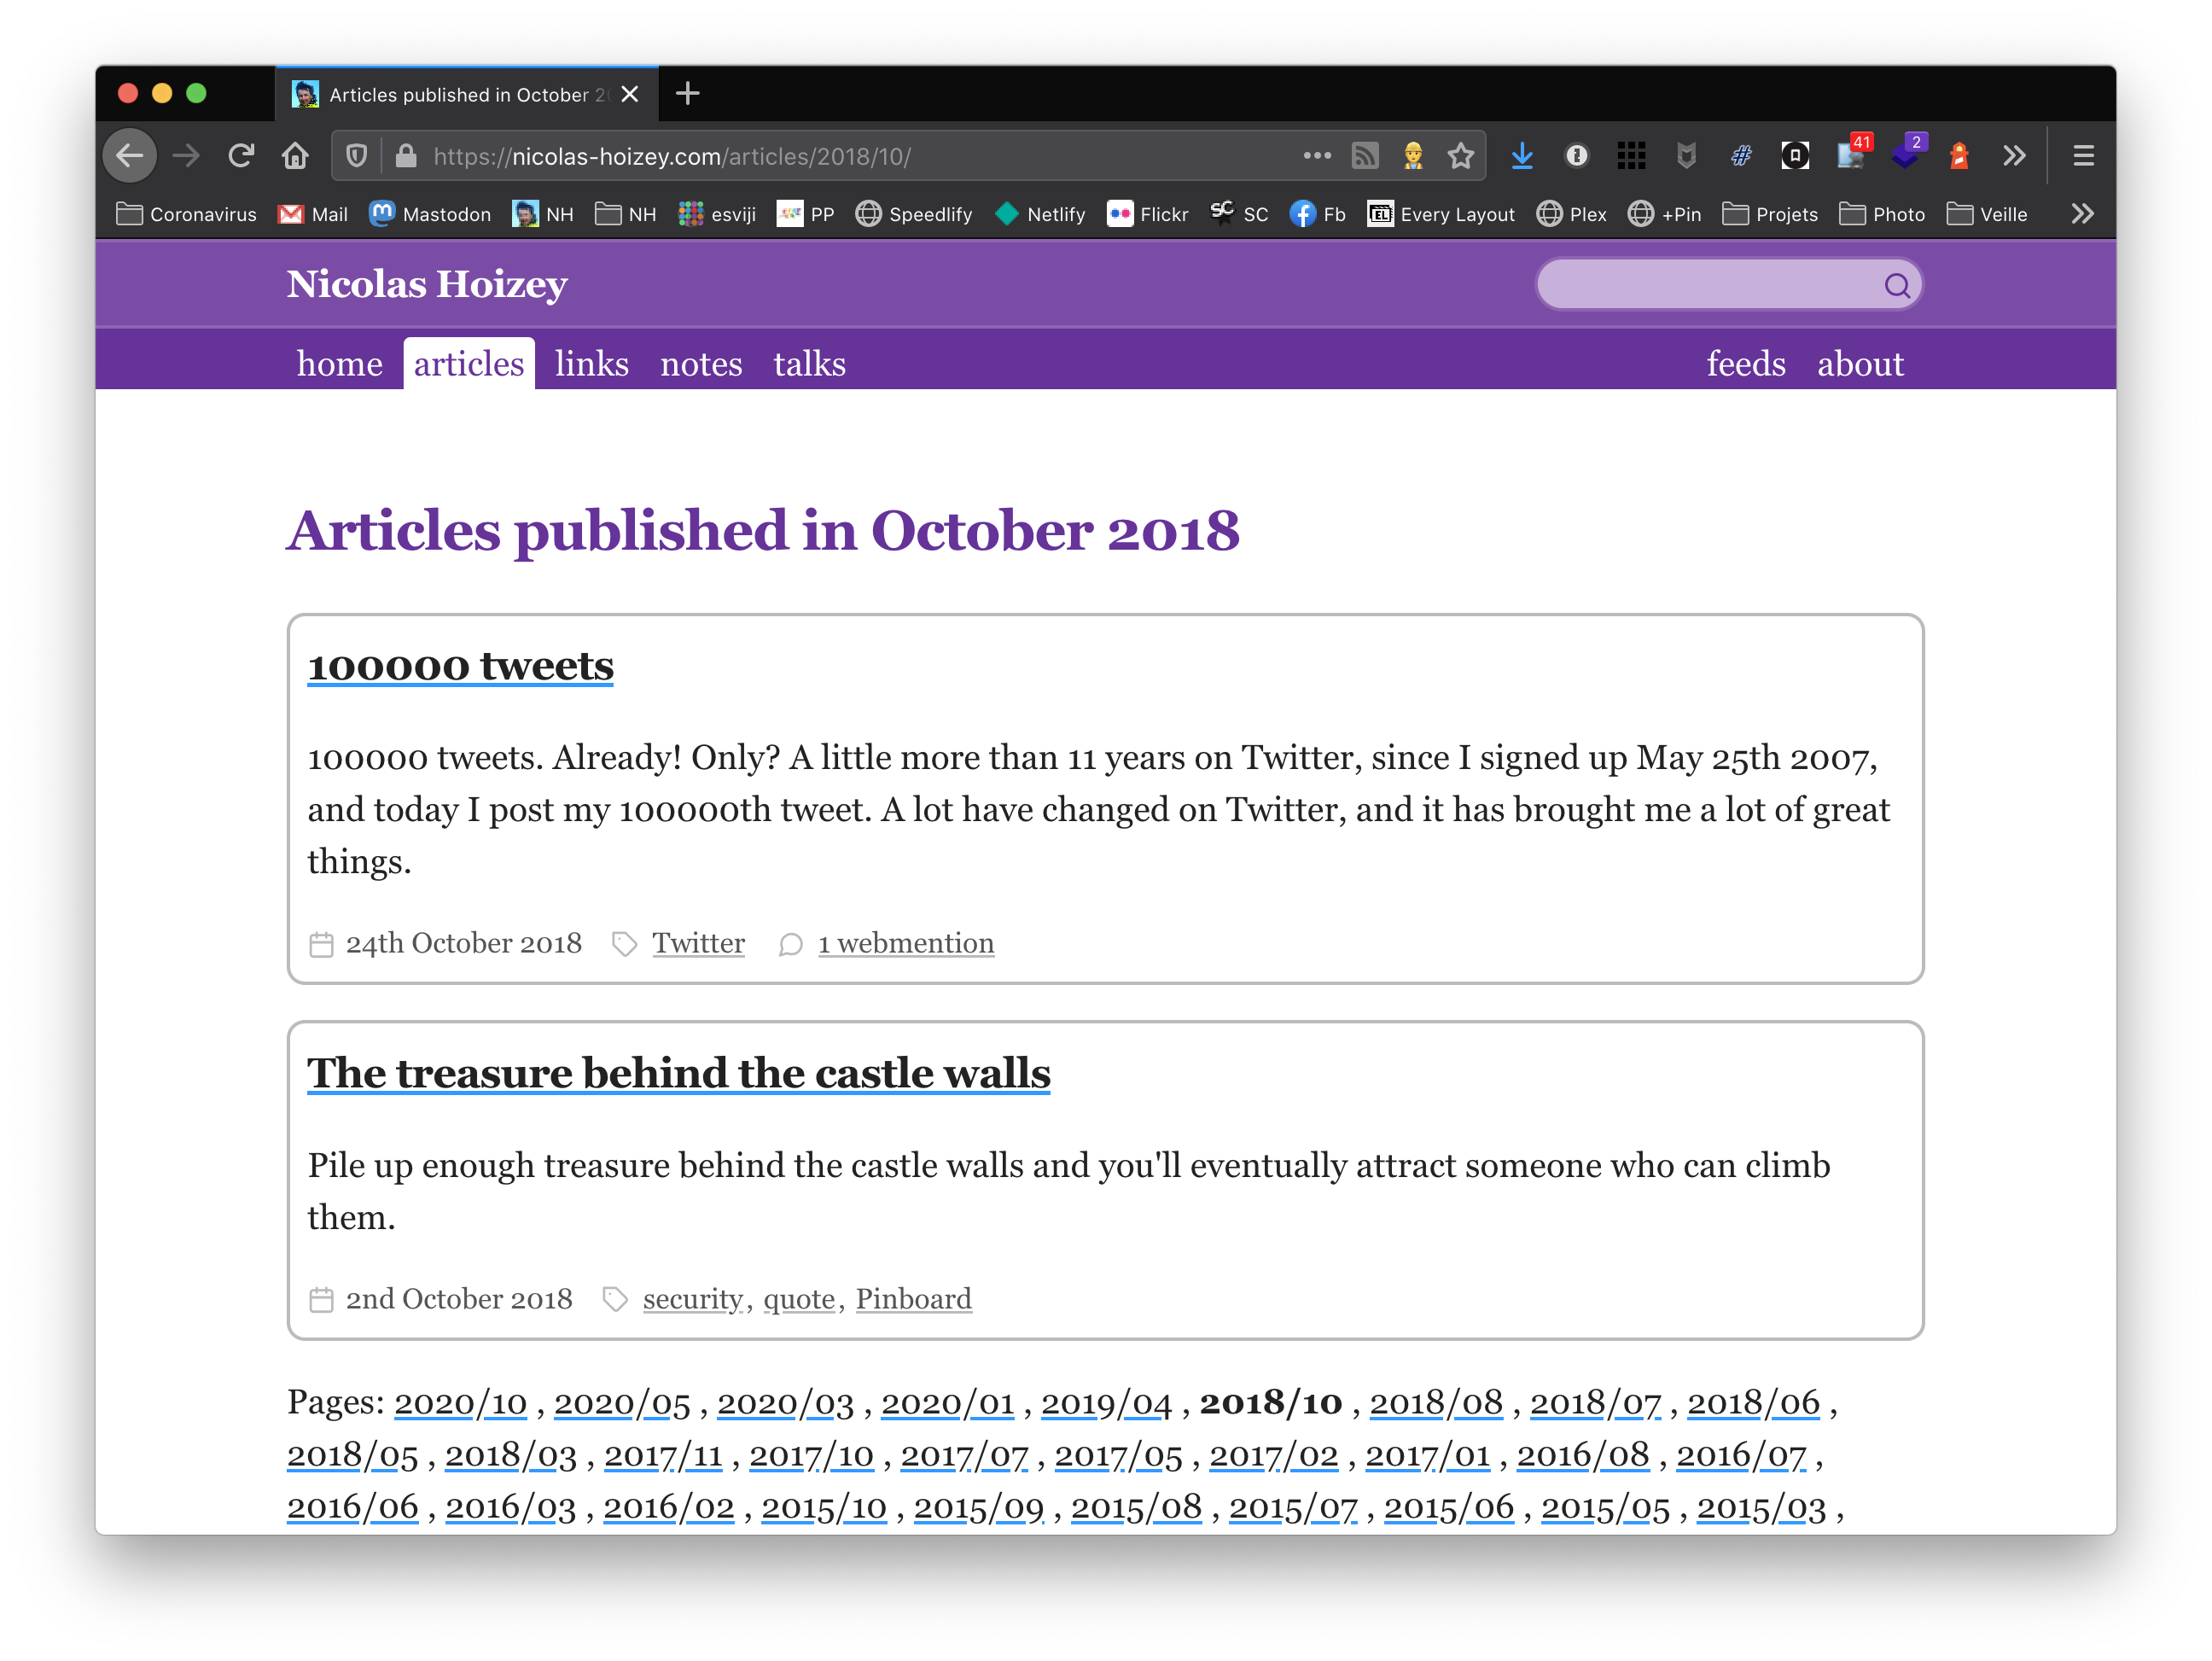 Articles published in October 2
41
2
https://nicolas-hoizey.com/articles/2018/10/
Coronavirus Mail Mastodon NH NH esviji PP Speedlify Netlify Flickr SC SC Fb EL Every Layout Plex +Pin Projets Photo Veille
Nicolas Hoizey
home articles links notes talks feeds about
Articles published in October 2018
100000 tweets
100000 tweets. Already! Only? A little more than 11 years on Twitter, since I signed up May 25th 2007,
and today I post my 100000th tweet. A lot have changed on Twitter, and it has brought me a lot of great
things.
24th October 2018 Twitter 1 webmention
The treasure behind the castle walls
Pile up enough treasure behind the castle walls and you'll eventually attract someone who can climb
them.
2nd October 2018 security, quote, Pinboard
Pages: 2020/10 , 2020/05 , 2020/03 , 2020/01 , 2019/04 , 2018/10 , 2018/08 , 2018/07 , 2018/06 ,
2018/05 , 2018/03 , 2017/11 , 2017/10 , 2017/07 , 2017/05 , 2017/02 , 2017/01 , 2016/08 , 2016/07 ,
2016/06 , 2016/03 , 2016/02 , 2015/10 , 2015/09 , 2015/08 , 2015/07 , 2015/06 , 2015/05 , 2015/03 ,